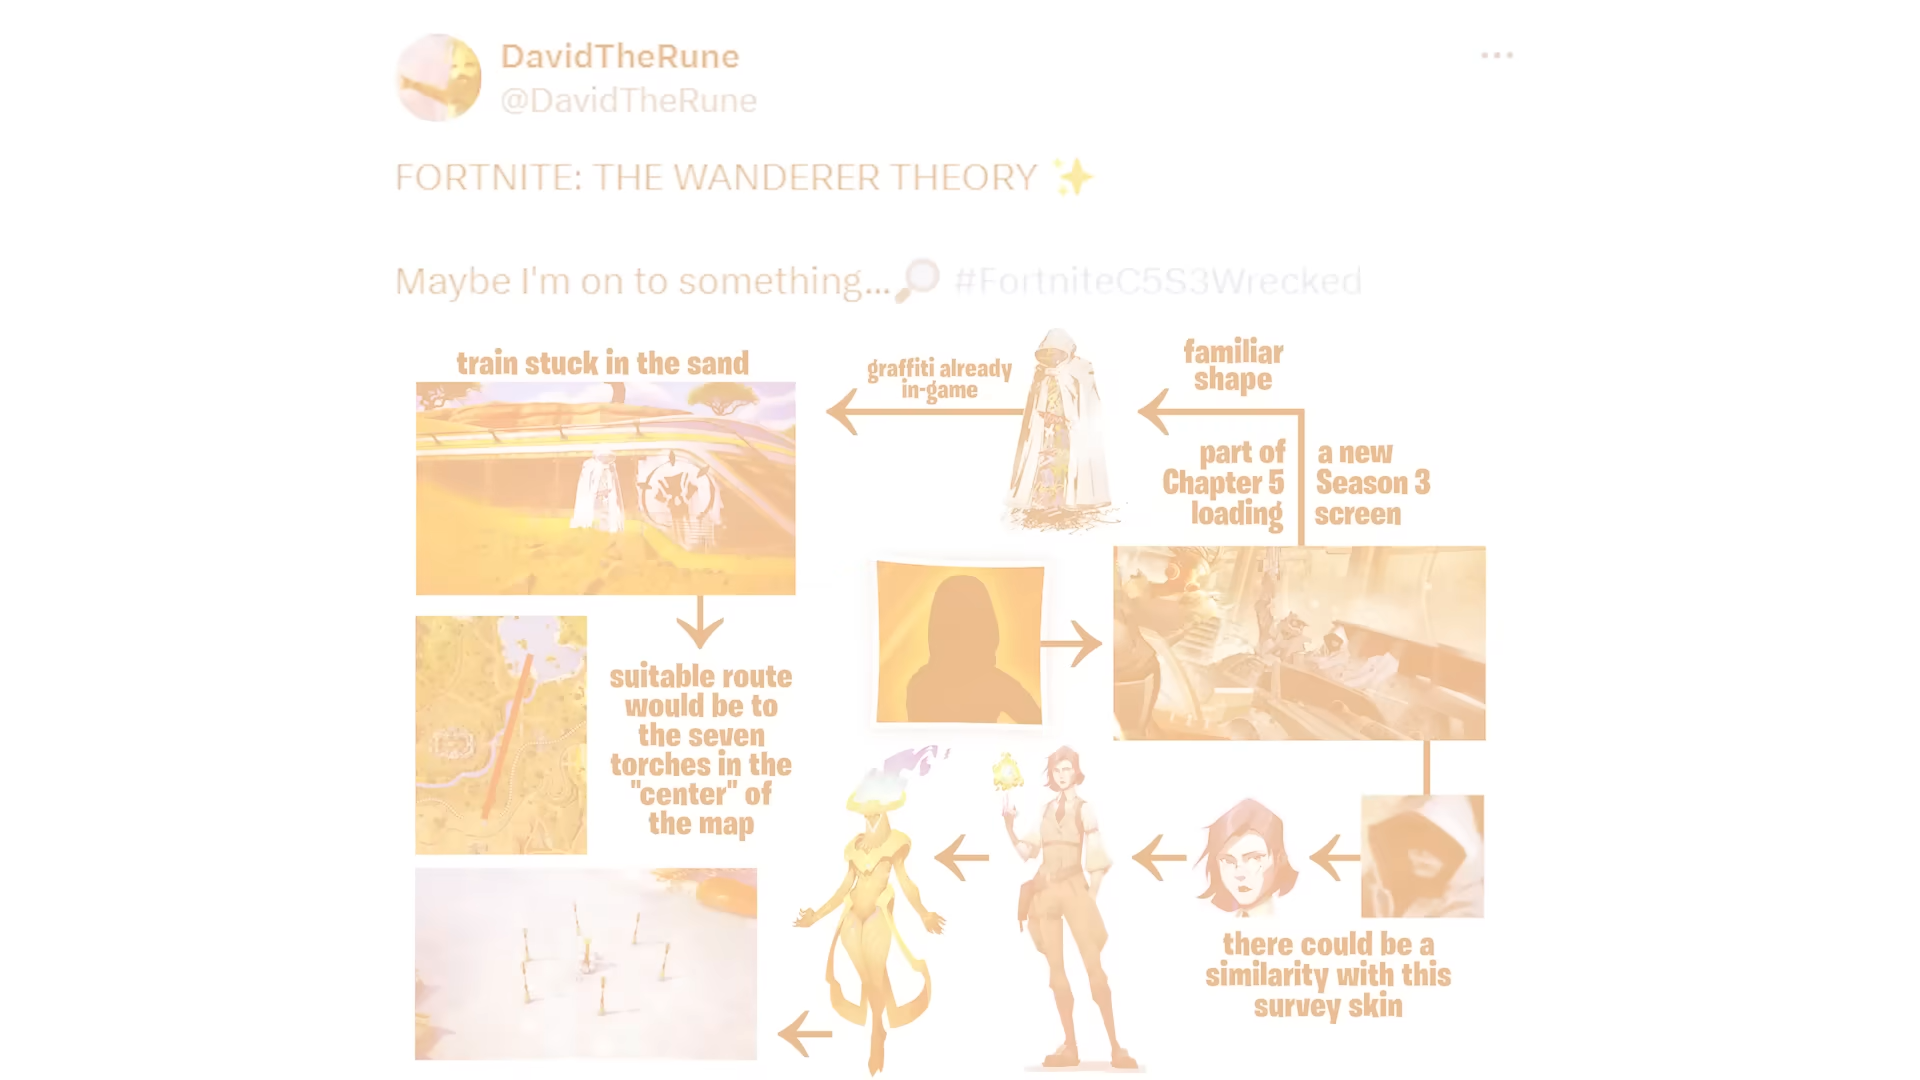 DavidTheRune
@DavidTheRune
FORTNITE: THE WANDERER THEORY ✨
Maybe I'm on to something...🔎 #FortniteC5S3Wrecked
train stuck in the sand
graffiti already
in-game
familiar
shape
part of
Chapter 5
loading
a new
Season 3
screen
suitable route
would be to
the seven
torches in the
"center" of
the map
there could be a
similarity with this
survey skin